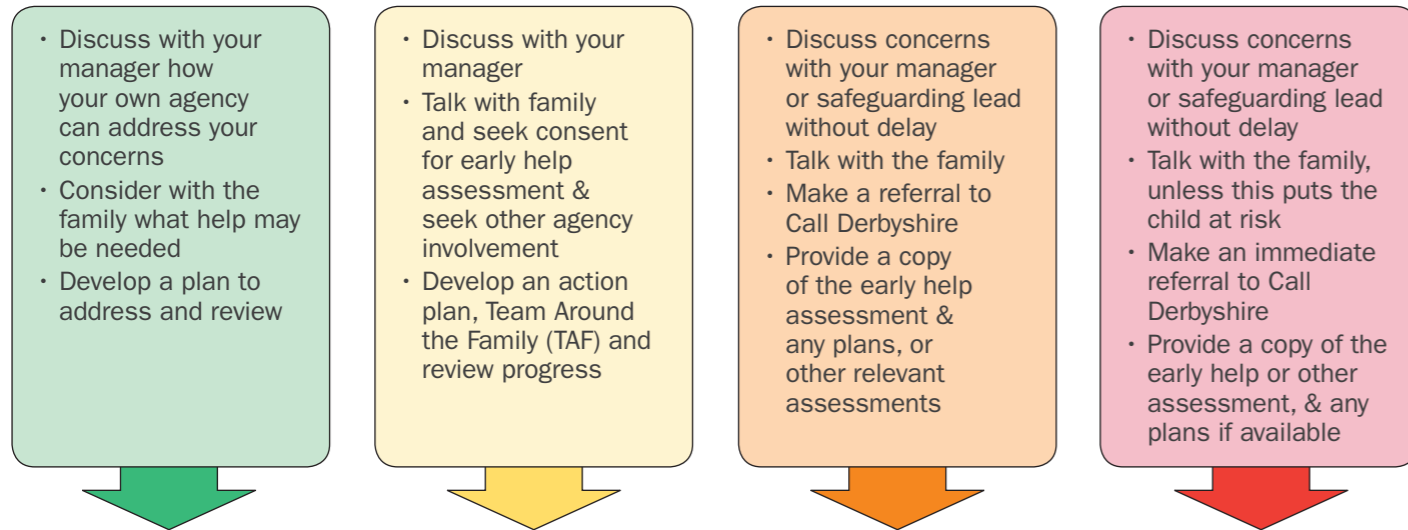 • Discuss with your
manager how
your own agency
can address your
concerns
• Consider with the
family what help may
be needed
• Develop a plan to
address and review
• Discuss with your
manager
• Talk with family
and seek consent
for early help
assessment &
seek other agency
involvement
• Develop an action
plan, Team Around
the Family (TAF) and
review progress
• Discuss concerns
with your manager
or safeguarding lead
without delay
• Talk with the family
• Make a referral to
Call Derbyshire
• Provide a copy
of the early help
assessment &
any plans, or
other relevant
assessments
• Discuss concerns
with your manager
or safeguarding lead
without delay
• Talk with the family,
unless this puts the
child at risk
• Make an immediate
referral to Call
Derbyshire
• Provide a copy of the
early help or other
assessment, & any
plans if available